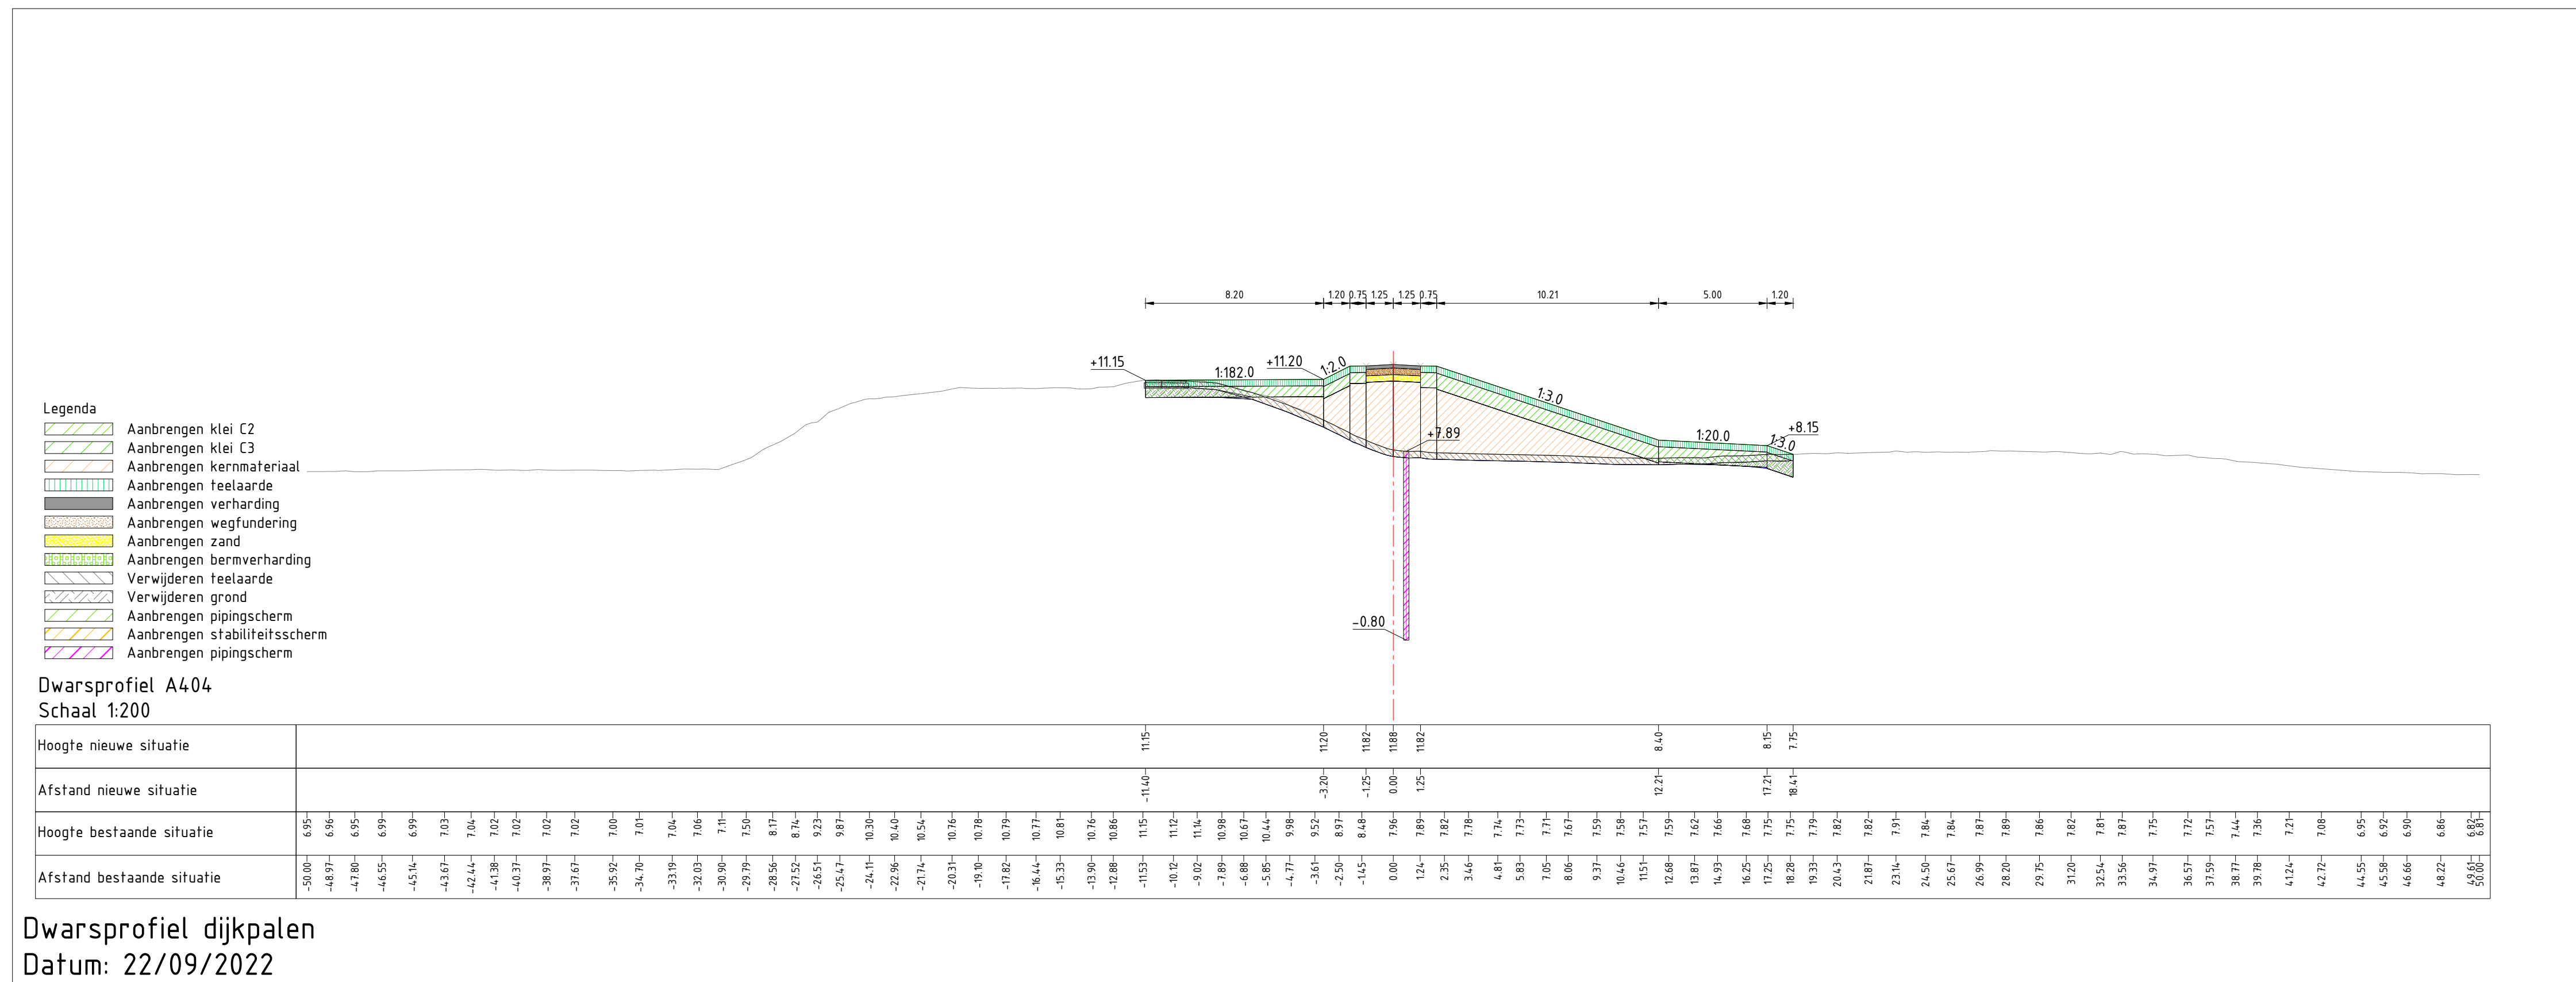 8.20 1.20 0.75 1.25 1.25 0.75 10.21 5.00 1.20
+11.15 1:182.0 +11.20 1:2.0 1:3.0 1:20.0 1:3.0 +8.15
+7.89
-0.80
Legenda
Aanbrengen klei C2
Aanbrengen klei C3
Aanbrengen kernmateriaal
Aanbrengen teelaarde
Aanbrengen verharding
Aanbrengen wegfundering
Aanbrengen zand
Aanbrengen bermverharding
Verwijderen teelaarde
Verwijderen grond
Aanbrengen pipingscherm
Aanbrengen stabiliteitsscherm
Aanbrengen pipingscherm
Dwarsprofiel A404
Schaal 1:200
Hoogte nieuwe situatie 11.15 11.20 11.82 11.88 11.82 8.40 8.15 7.75
Afstand nieuwe situatie -11.40 -3.20 -1.25 0.00 1.25 12.21 17.21 18.41
Hoogte bestaande situatie 6.95 6.96 6.95 6.99 6.99 7.03 7.04 7.02 7.02 7.02 7.02 7.00 7.01 7.04 7.06 7.11 7.50 8.17 8.74 9.23 9.87 10.30 10.40 10.54 10.76 10.78 10.79 10.77 10.81 10.76 10.86 11.15 11.12 11.14 10.98 10.67 10.44 9.98 9.52 8.97 8.48 7.96 7.89 7.82 7.78 7.74 7.73 7.71 7.67 7.59 7.58 7.57 7.59 7.62 7.66 7.68 7.75 7.75 7.79 7.82 7.82 7.91 7.84 7.84 7.87 7.89 7.86 7.82 7.81 7.87 7.75 7.72 7.57 7.44 7.36 7.21 7.08 6.95 6.92 6.90 6.86 6.82 6.81
Afstand bestaande situatie -50.00 -48.97 -47.80 -46.55 -45.14 -43.67 -42.44 -41.38 -40.37 -38.97 -37.67 -35.92 -34.70 -33.19 -32.03 -30.90 -29.79 -28.56 -27.52 -26.51 -25.47 -24.11 -22.96 -21.74 -20.31 -19.10 -17.82 -16.44 -15.33 -13.90 -12.88 -11.53 -10.12 -9.02 -7.89 -6.88 -5.85 -4.77 -3.61 -2.50 -1.45 0.00 1.24 2.35 3.46 4.81 5.83 7.05 8.06 9.37 10.46 11.51 12.68 13.87 14.93 16.25 17.25 18.28 19.33 20.43 21.87 23.14 24.50 25.67 26.99 28.20 29.75 31.20 32.54 33.56 34.97 36.57 37.59 38.77 39.78 41.24 42.72 44.55 45.58 46.66 48.22 49.61 50.00
Dwarsprofiel dijkpalen
Datum: 22/09/2022